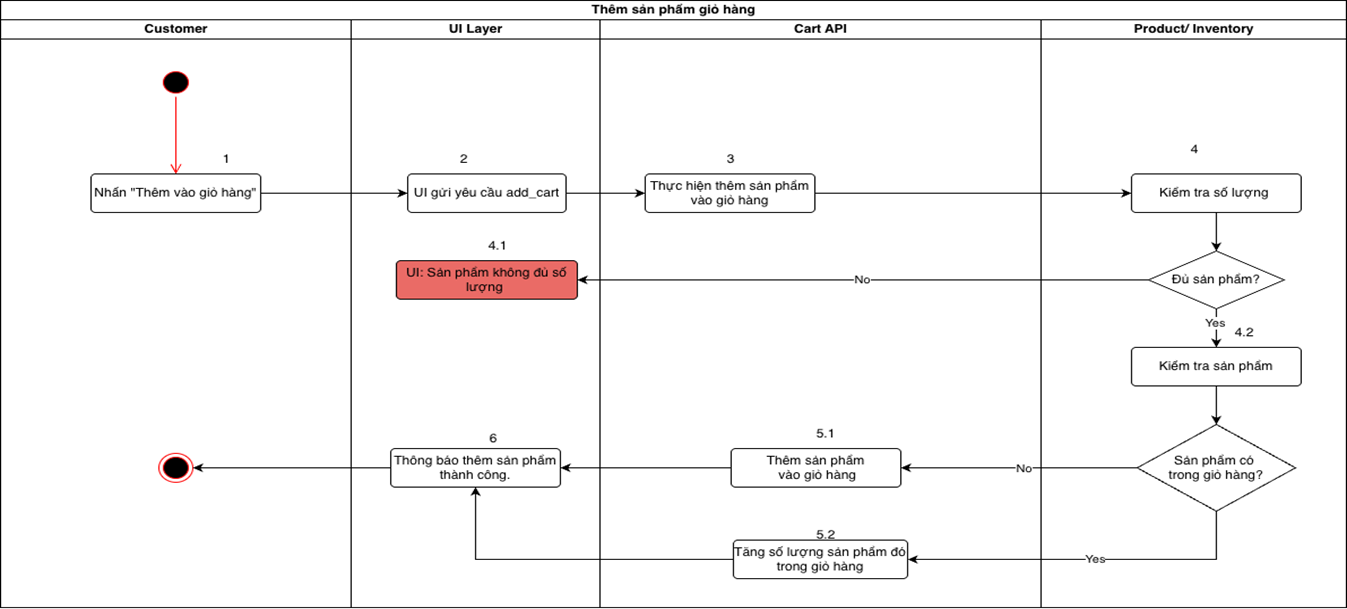 Thêm sản phẩm giỏ hàng
Customer
UI Layer
Cart API
Product/ Inventory
1
2
3
4
Nhấn "Thêm vào giỏ hàng"
UI gửi yêu cầu add_cart
Thực hiện thêm sản phẩm
vào giỏ hàng
Kiểm tra số lượng
4.1
UI: Sản phẩm không đủ số
lượng
No
Đủ sản phẩm?
Yes
4.2
Kiểm tra sản phẩm
6
5.1
Thông báo thêm sản phẩm
thành công.
Thêm sản phẩm
vào giỏ hàng
No
Sản phẩm có
trong giỏ hàng?
5.2
Tăng số lượng sản phẩm đó
trong giỏ hàng
Yes